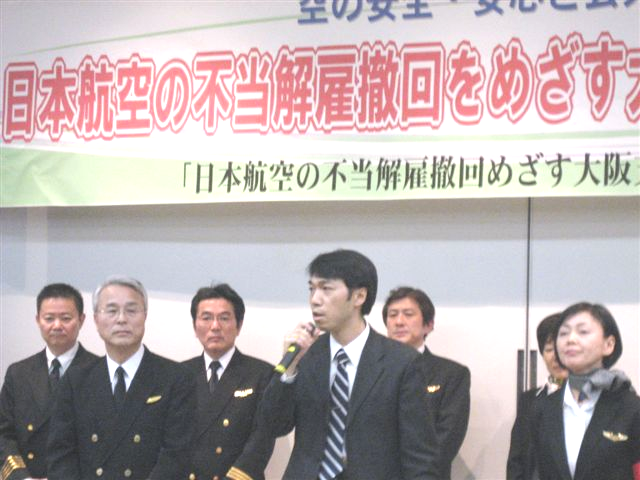 空の安全・安心と公
日本航空の不当解雇撤回をめざす大
「日本航空の不当解雇撤回めざす大阪